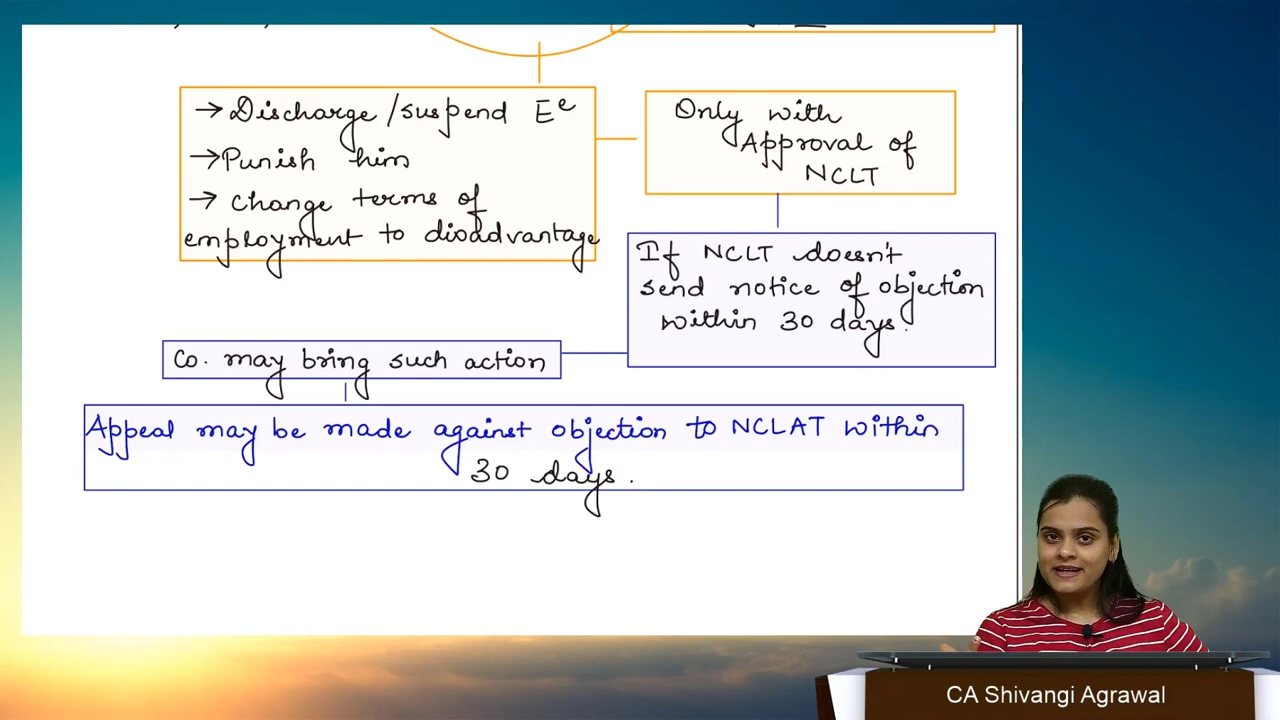 → Discharge/suspend Eᵉ
→ Punish him
→ Change terms of
employment to disadvantage
Only with
Approval of
NCLT
If NCLT doesn't
send notice of objection
within 30 days.
Co. may bring such action
Appeal may be made against objection to NCLAT within
30 days.
CA Shivangi Agrawal